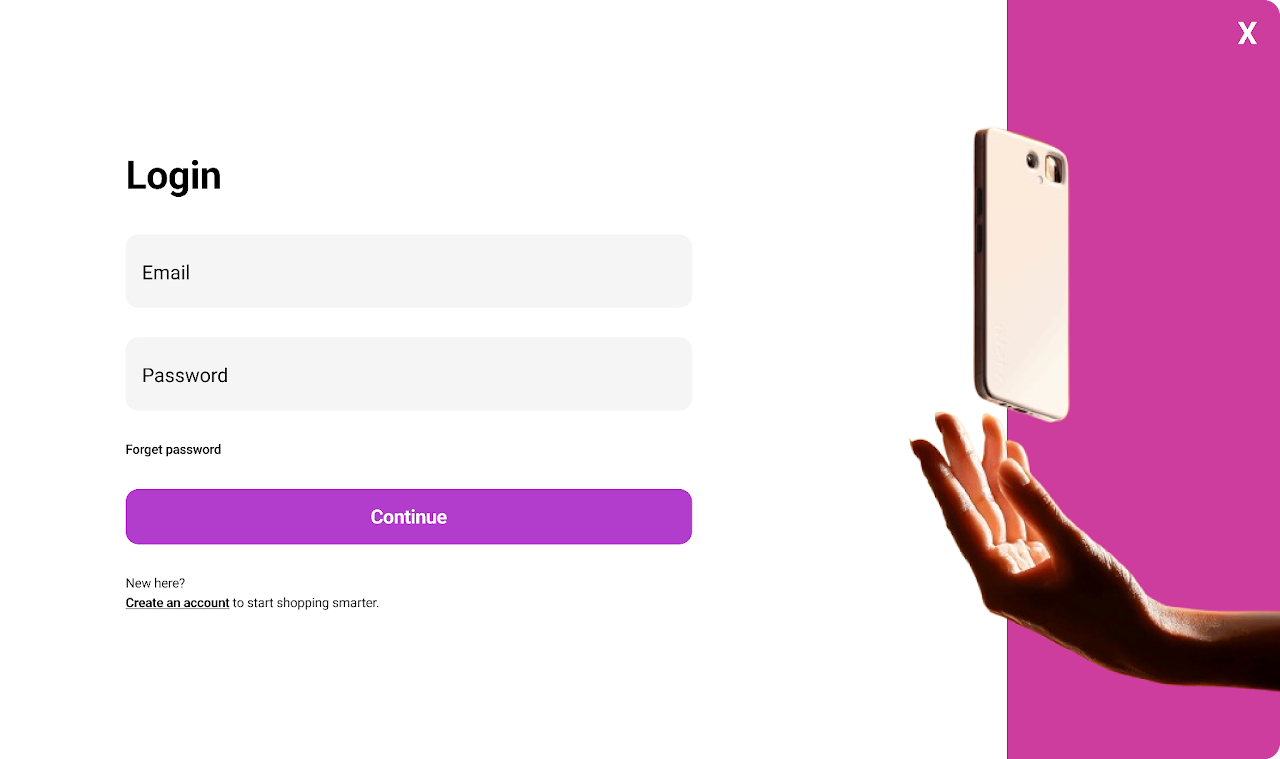 X
Login
Email
Password
Forget password
Continue
New here?
Create an account to start shopping smarter.